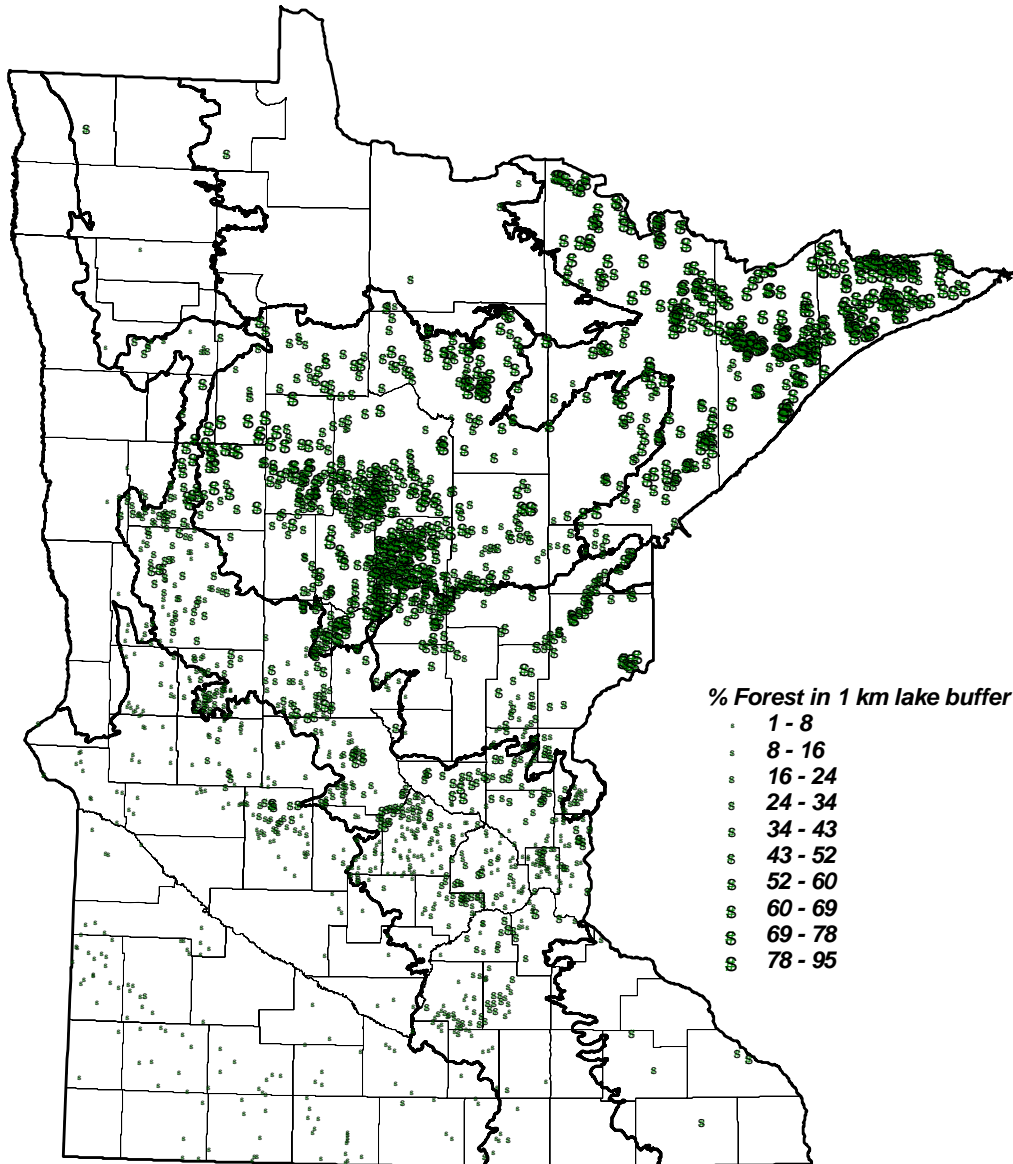 % Forest in 1 km lake buffer
s 1 - 8
s 8 - 16
s 16 - 24
s 24 - 34
s 34 - 43
s 43 - 52
s 52 - 60
s 60 - 69
s 69 - 78
s 78 - 95